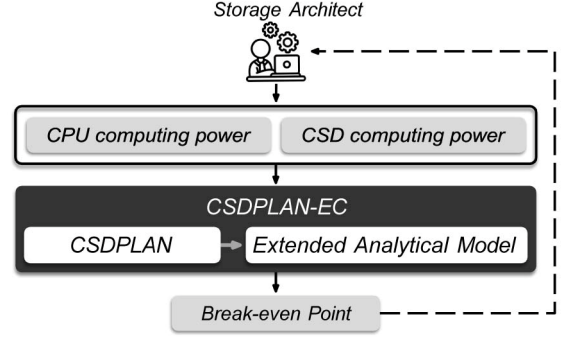 Storage Architect
CPU computing power
CSD computing power
CSDPLAN-EC
CSDPLAN
Extended Analytical Model
Break-even Point